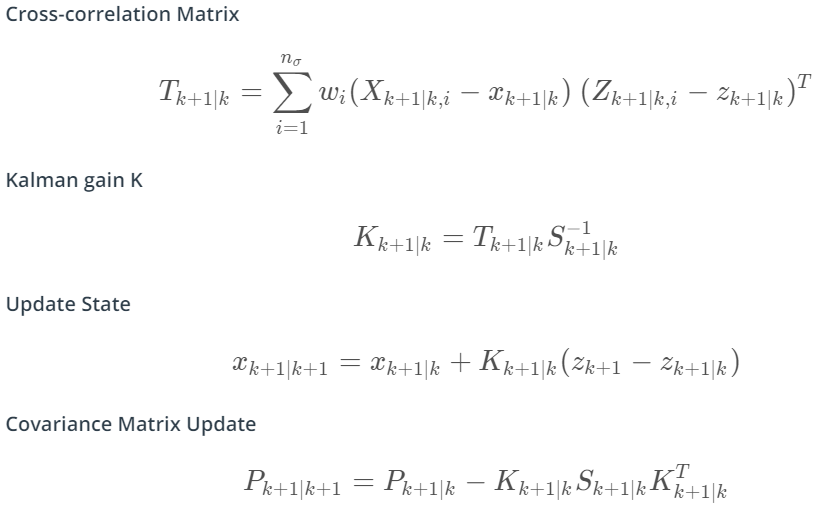 Cross-correlation Matrix
T_{k+1|k} = \sum_{i=1}^{n_\sigma} w_i (X_{k+1|k,i} - x_{k+1|k}) (Z_{k+1|k,i} - z_{k+1|k})^T
Kalman gain K
K_{k+1|k} = T_{k+1|k} S_{k+1|k}^{-1}
Update State
x_{k+1|k+1} = x_{k+1|k} + K_{k+1|k} (z_{k+1} - z_{k+1|k})
Covariance Matrix Update
P_{k+1|k+1} = P_{k+1|k} - K_{k+1|k} S_{k+1|k} K_{k+1|k}^T